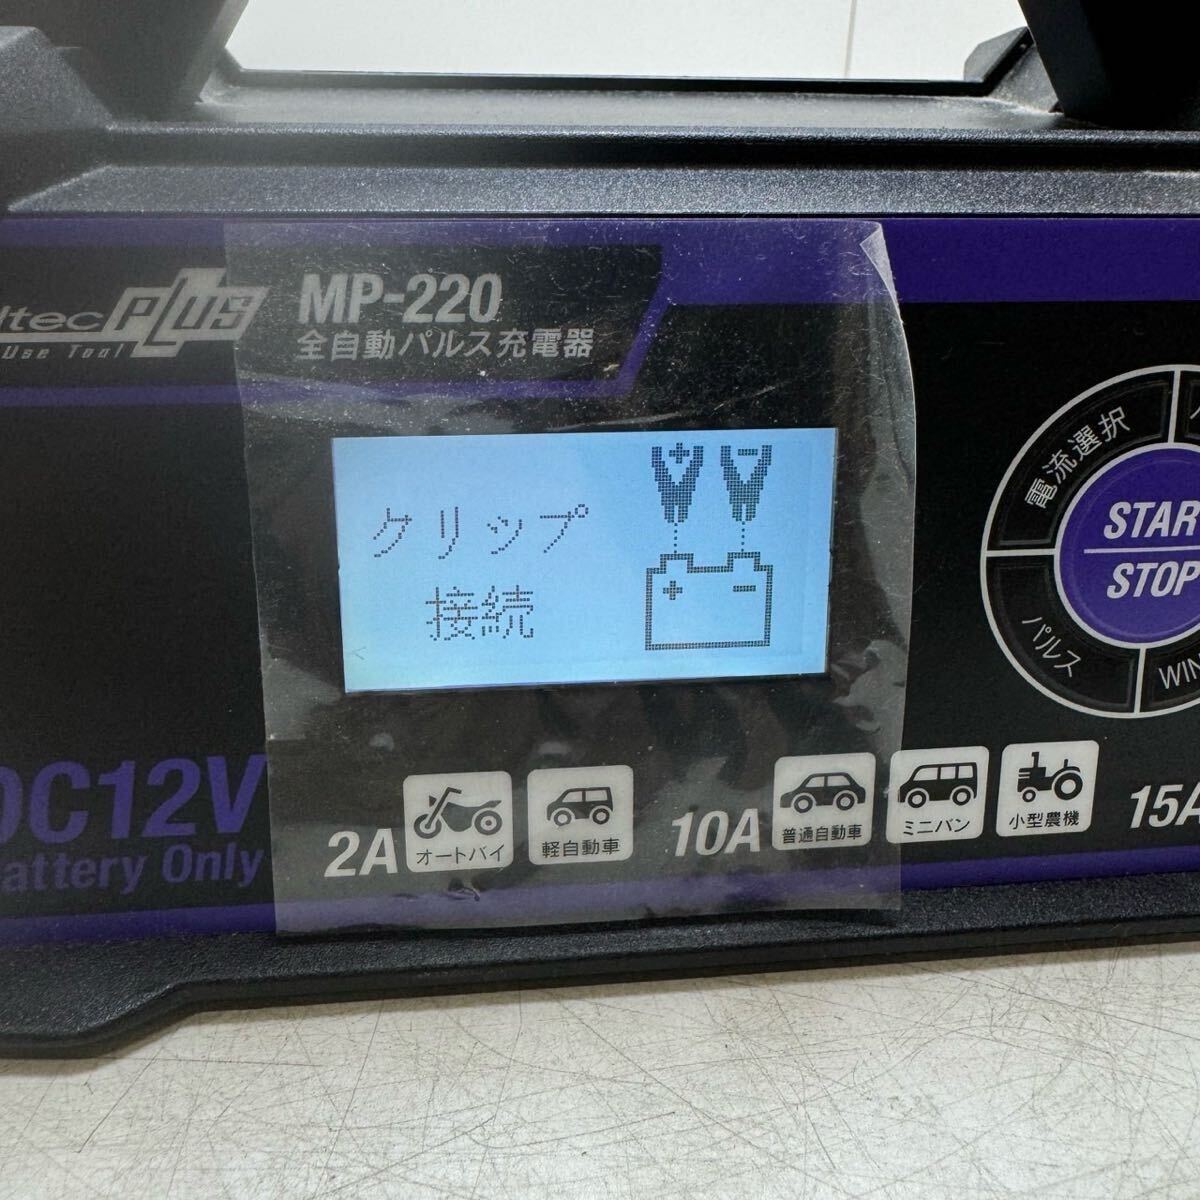 ltec PLUS
Use Tool
MP-220
全自動パルス充電器
クリップ
接続
+ -
+ -
電流選択
START
STOP
パルス
WIN
DC12V
Battery Only
2A オートバイ 軽自動車 10A 普通自動車 ミニバン 小型農機 15A